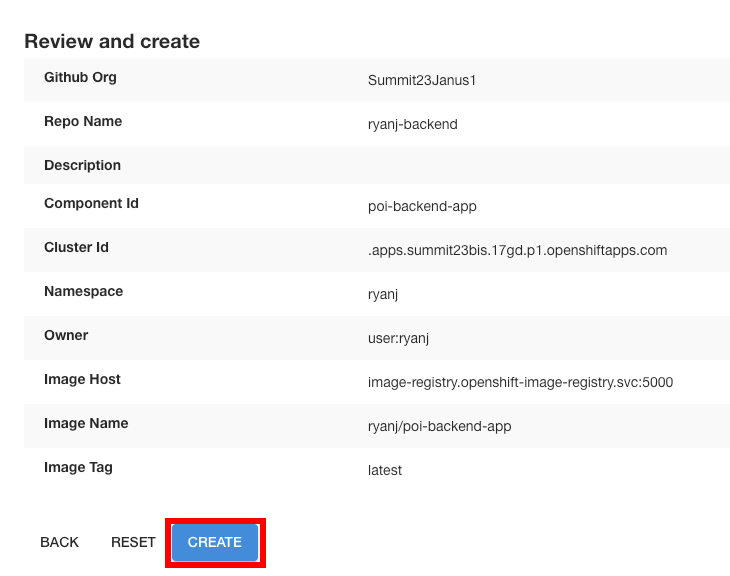 Review and create
Github Org Summit23Janus1
Repo Name ryanj-backend
Description
Component Id poi-backend-app
Cluster Id .apps.summit23bis.17gd.p1.openshiftapps.com
Namespace ryanj
Owner user:ryanj
Image Host image-registry.openshift-image-registry.svc:5000
Image Name ryanj/poi-backend-app
Image Tag latest
BACK RESET CREATE